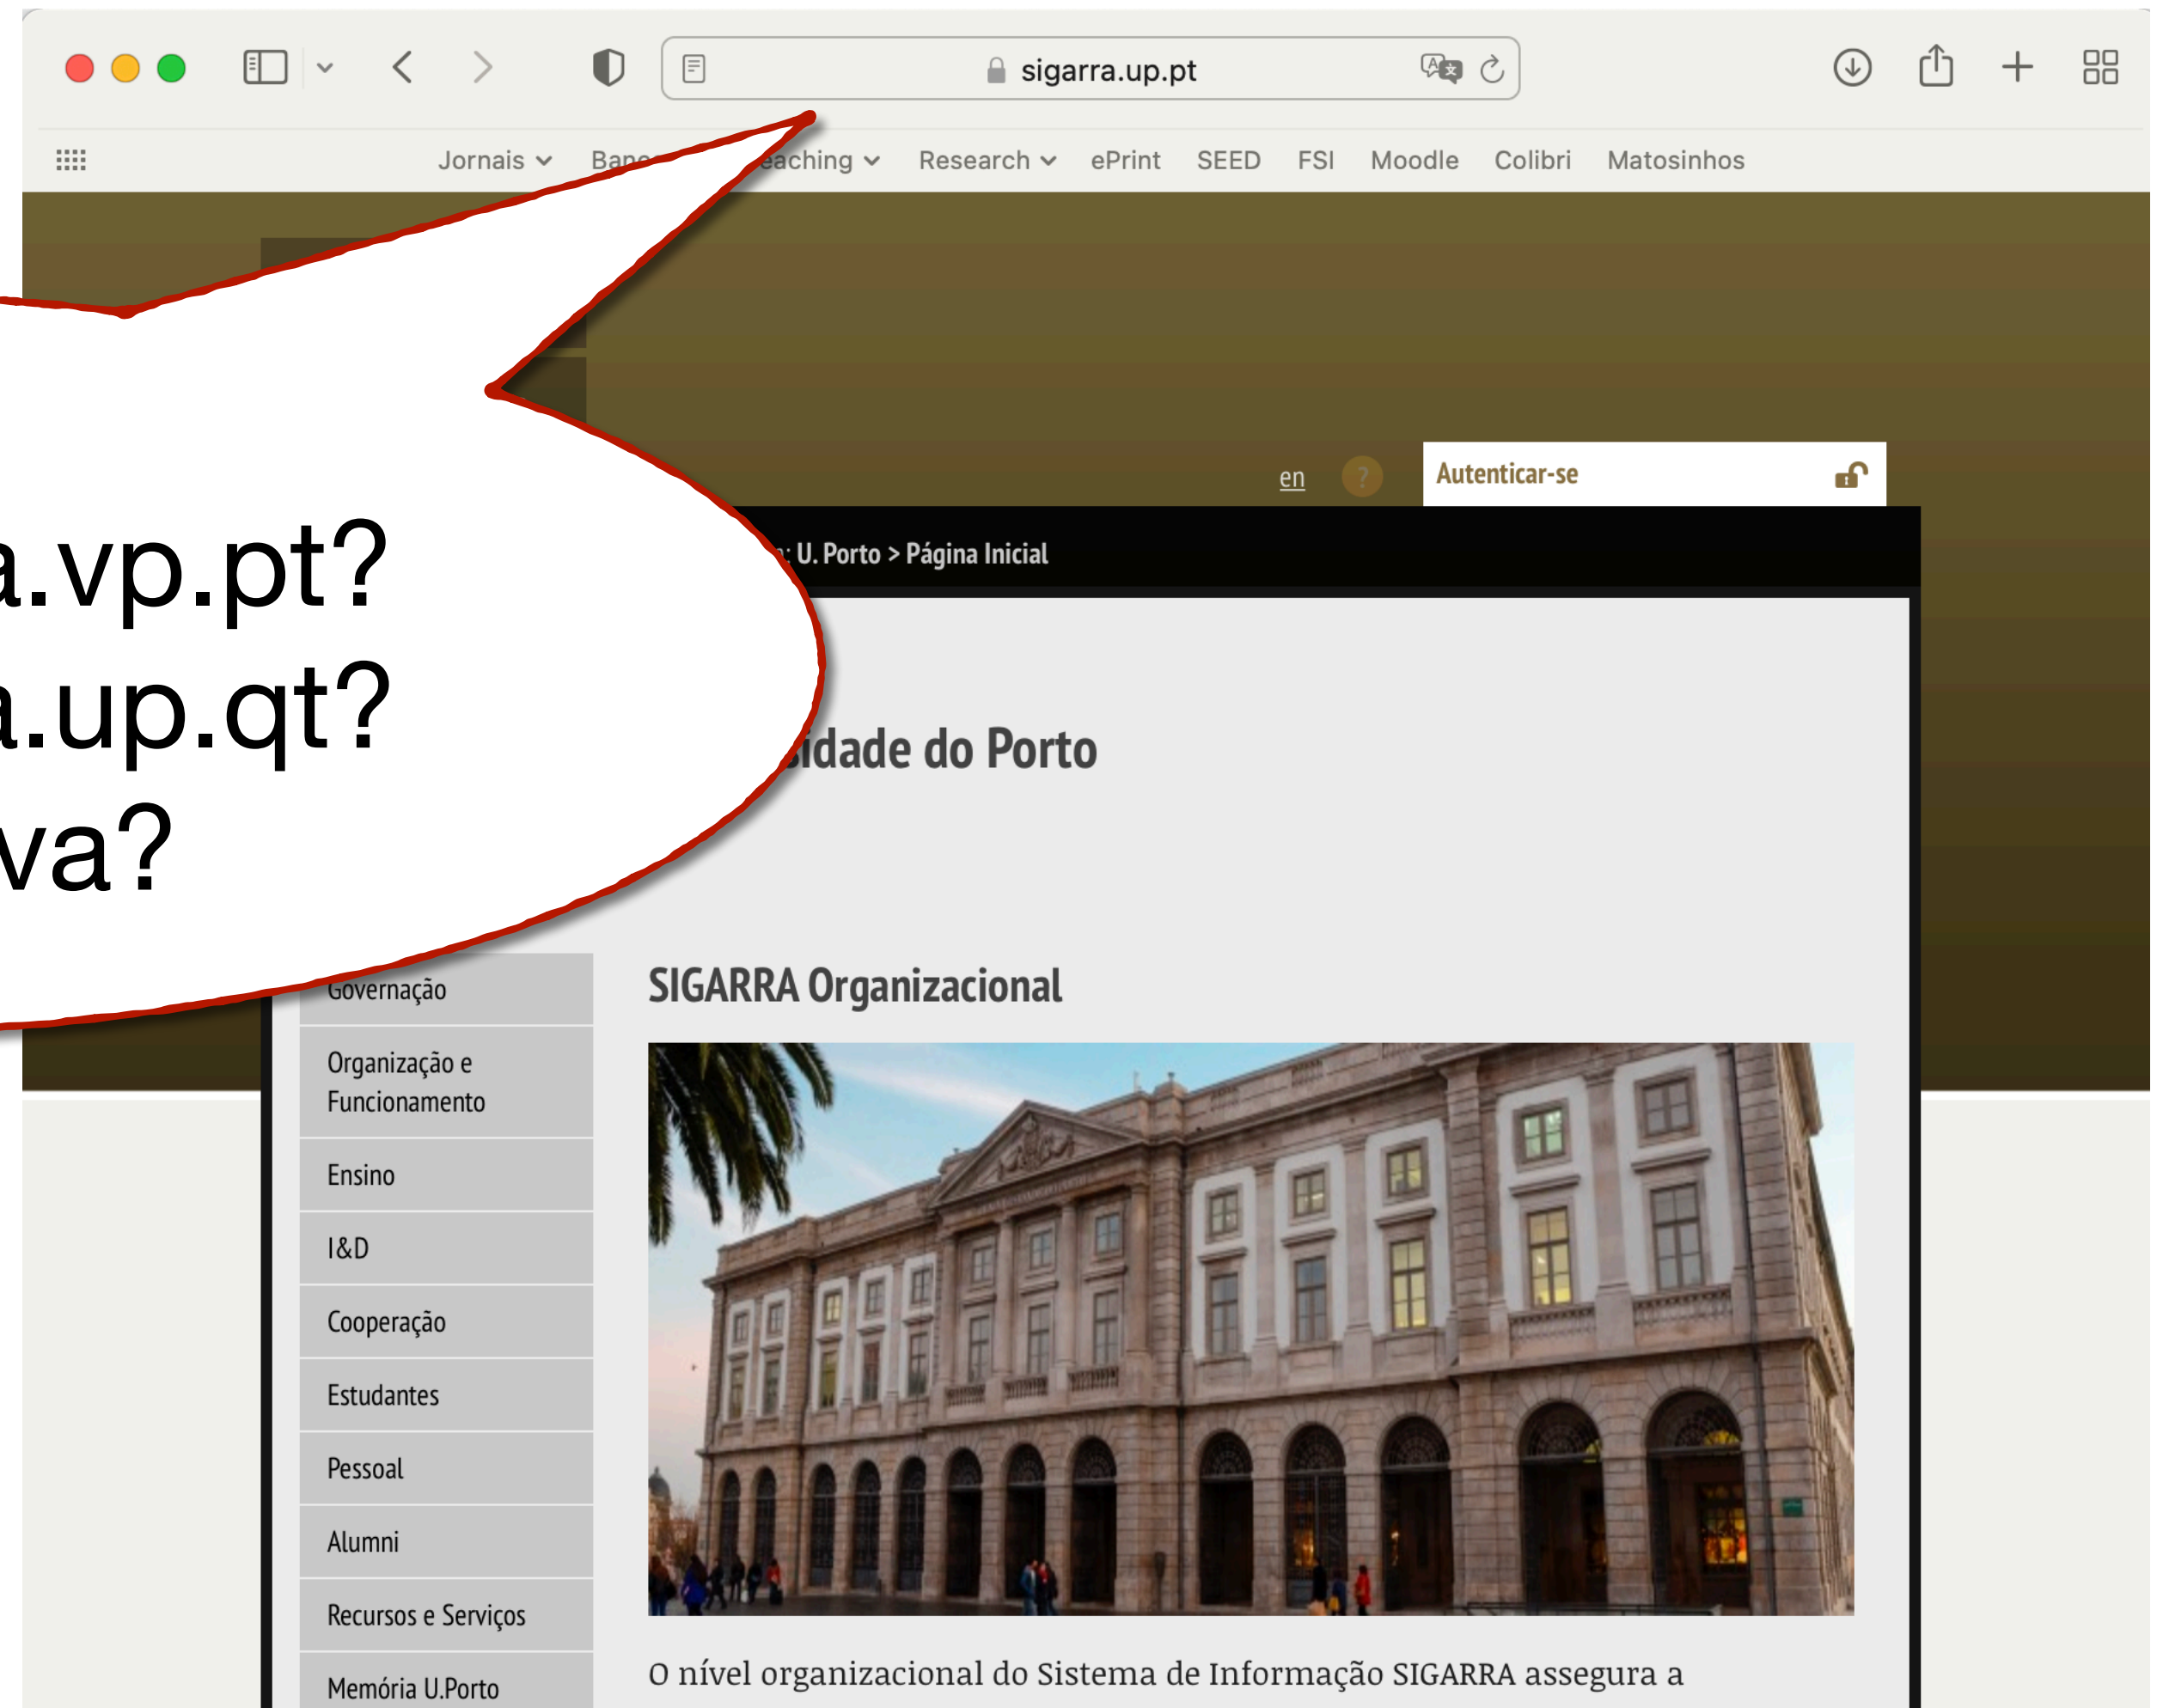 sigarra.up.pt
Jornais Research ePrint SEED FSI Moodle Colibri Matosinhos
en ? Autenticar-se
U. Porto > Página Inicial
a.vp.pt?
a.up.qt?
va?
idade do Porto
Governação
SIGARRA Organizacional
Organização e
Funcionamento
Ensino
I&D
Cooperação
Estudantes
Pessoal
Alumni
Recursos e Serviços
Memória U.Porto
O nível organizacional do Sistema de Informação SIGARRA assegura a